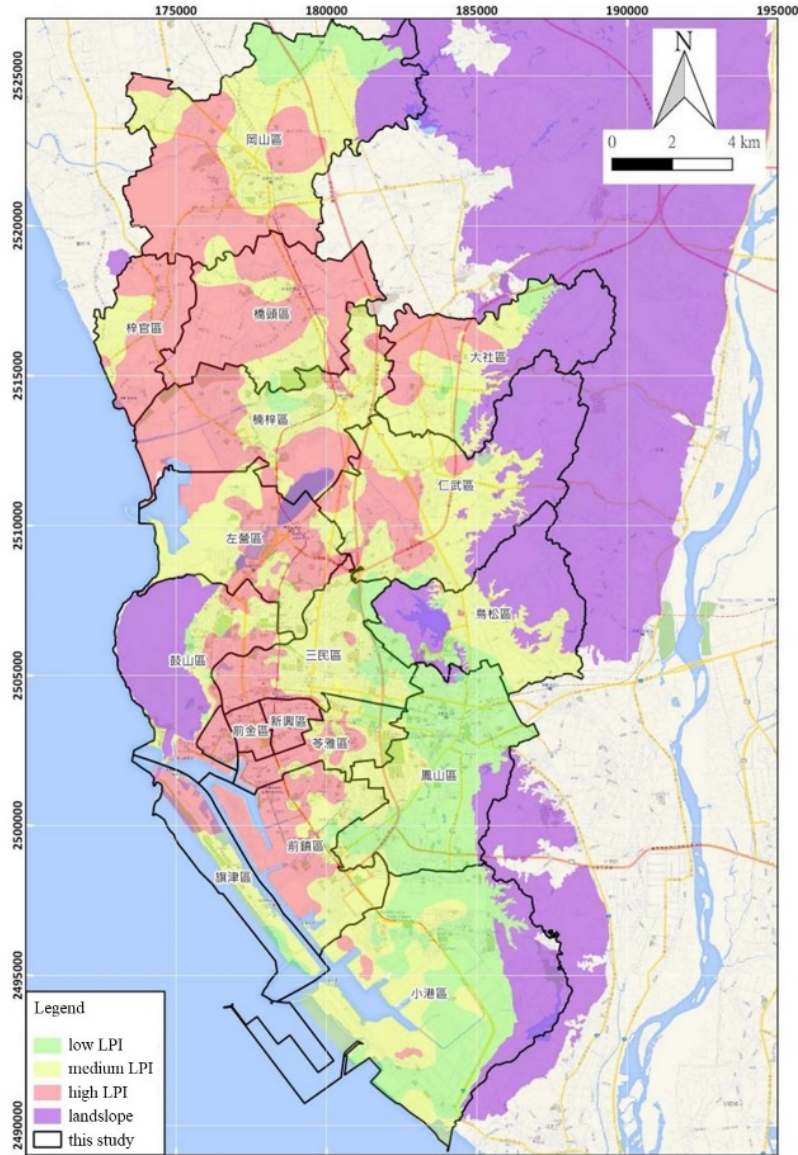 175000 180000 185000 190000 195000
2525000
2520000
2515000
2510000
2505000
2500000
2495000
2490000
N
0 2 4 km
岡山區
梓官區
橋頭區
大社區
楠梓區
仁武區
左營區
鳥松區
鼓山區
三民區
新興區
前金區
苓雅區
鳳山區
前鎮區
旗津區
小港區
Legend
low LPI
medium LPI
high LPI
landslope
this study